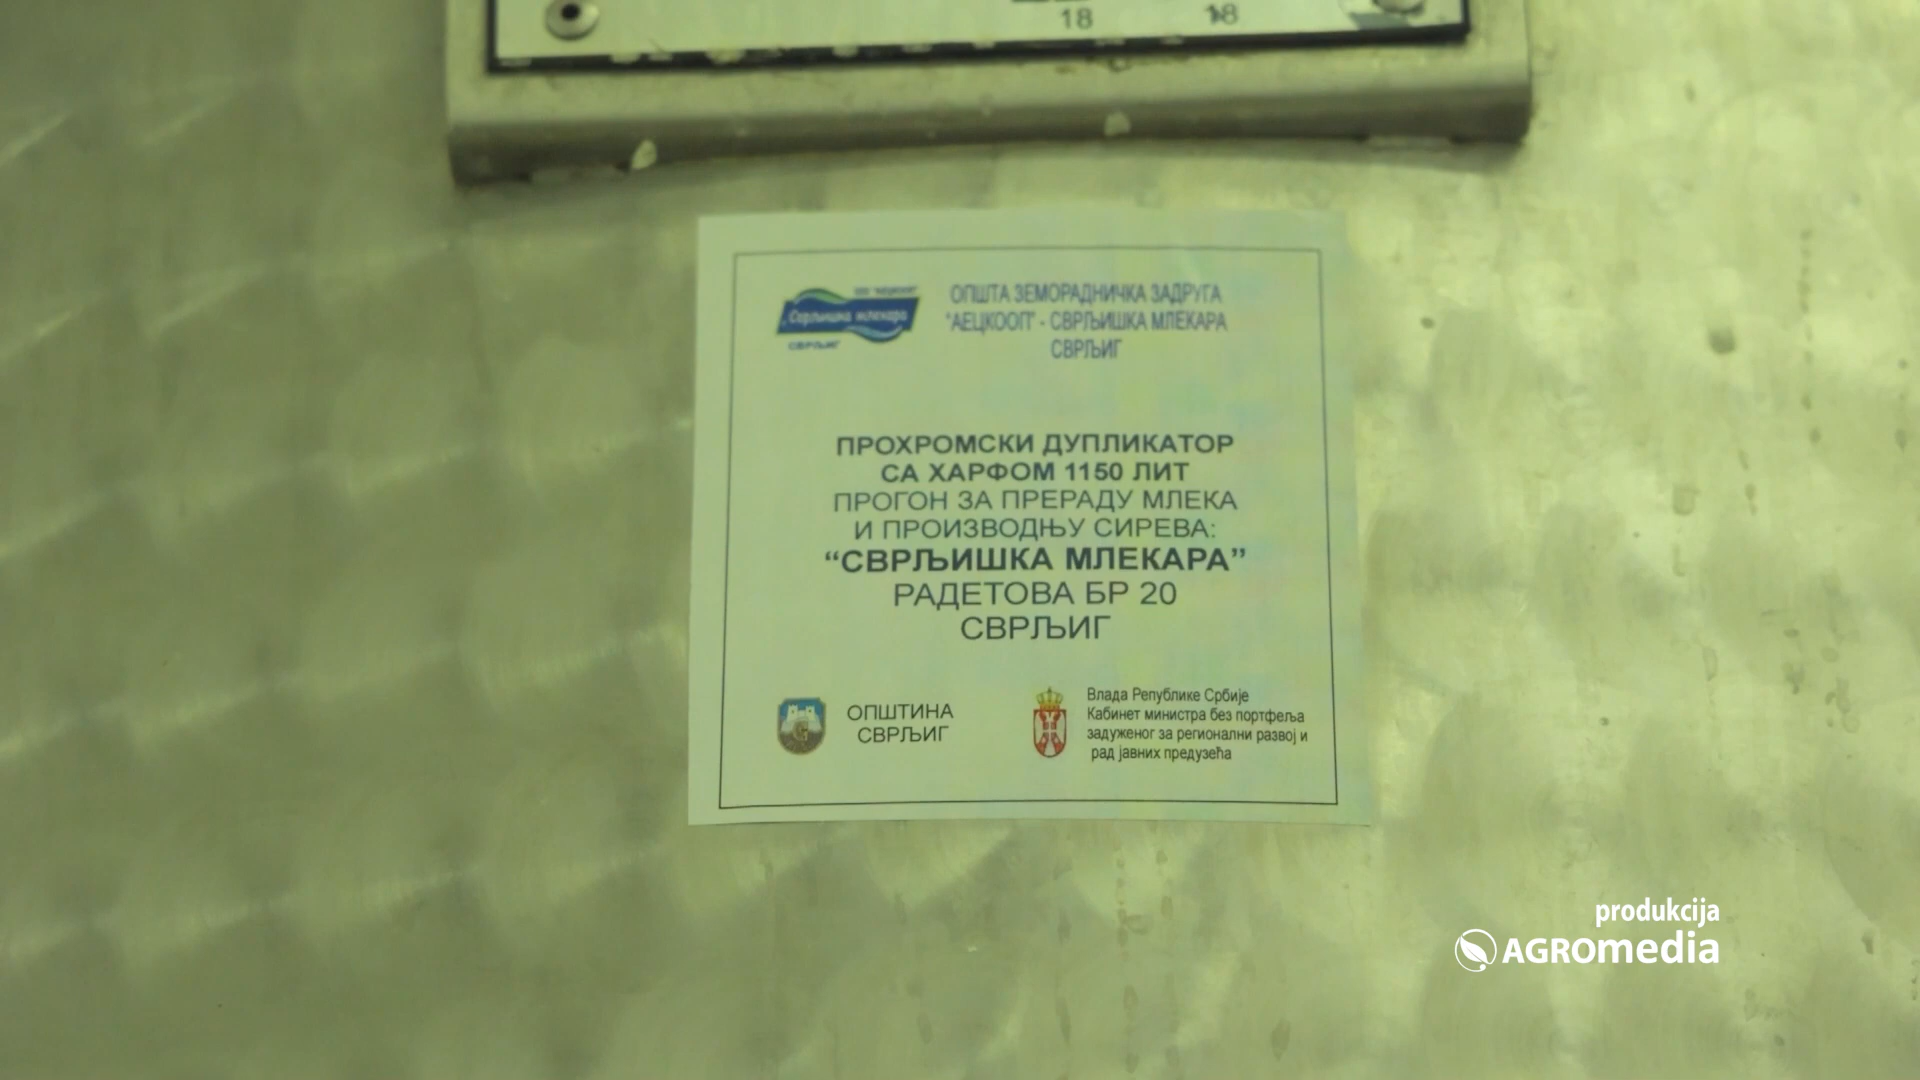 18 18
ОЗЗ "АЕЦКООП"
Сврљишка млекара
СВРЉИГ
ОПШТА ЗЕМОРАДНИЧКА ЗАДРУГА
"АЕЦКООП" - СВРЉИШКА МЛЕКАРА
СВРЉИГ
ПРОХРОМСКИ ДУПЛИКАТОР
СА ХАРФОМ 1150 ЛИТ
ПРОГОН ЗА ПРЕРАДУ МЛЕКА
И ПРОИЗВОДЊУ СИРЕВА:
“СВРЉИШКА МЛЕКАРА”
РАДЕТОВА БР 20
СВРЉИГ
ОПШТИНА
СВРЉИГ
Влада Републике Србије
Кабинет министра без портфеља
задуженог за регионални развој и
рад јавних предузећа
produkcija
AGROmedia